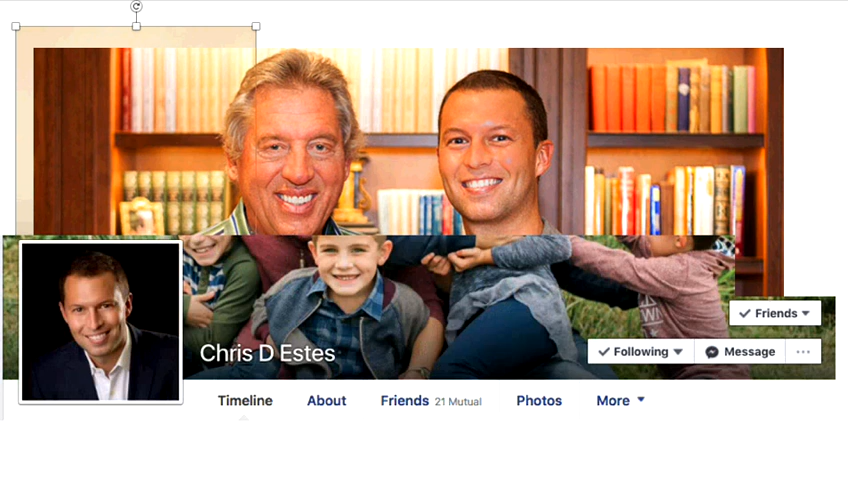 Friends
Chris D Estes
Following
Message
Timeline
About
Friends 21 Mutual
Photos
More